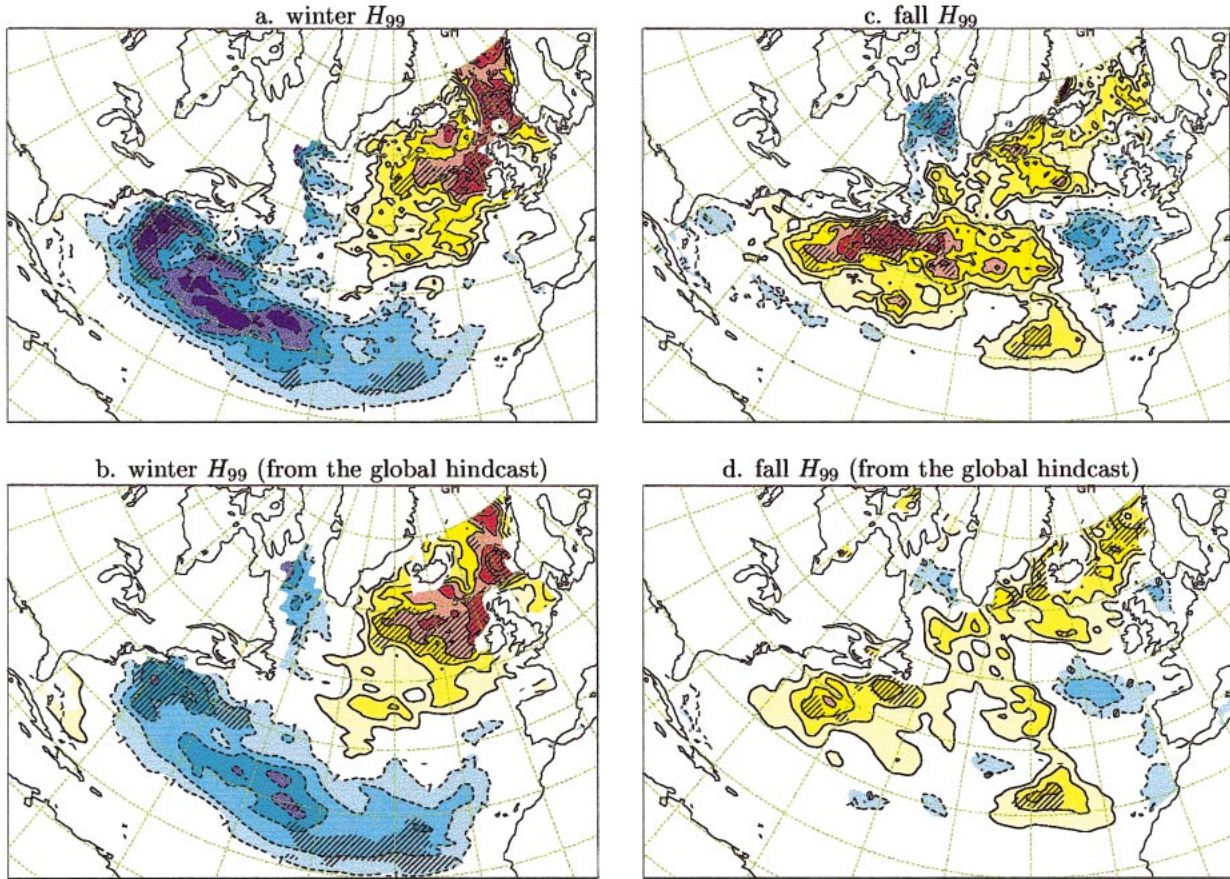 a. winter H99
c. fall H99
GM
GM
b. winter H99 (from the global hindcast)
d. fall H99 (from the global hindcast)
GM
GM